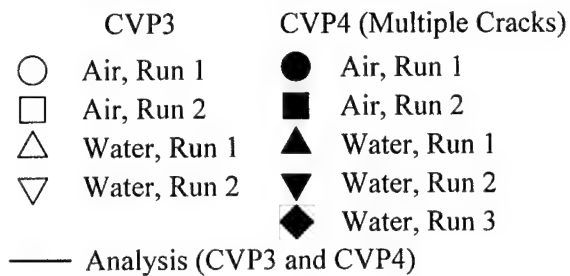 CVP3 CVP4 (Multiple Cracks)
Air, Run 1 Air, Run 1
Air, Run 2 Air, Run 2
Water, Run 1 Water, Run 1
Water, Run 2 Water, Run 2
Water, Run 3
Analysis (CVP3 and CVP4)